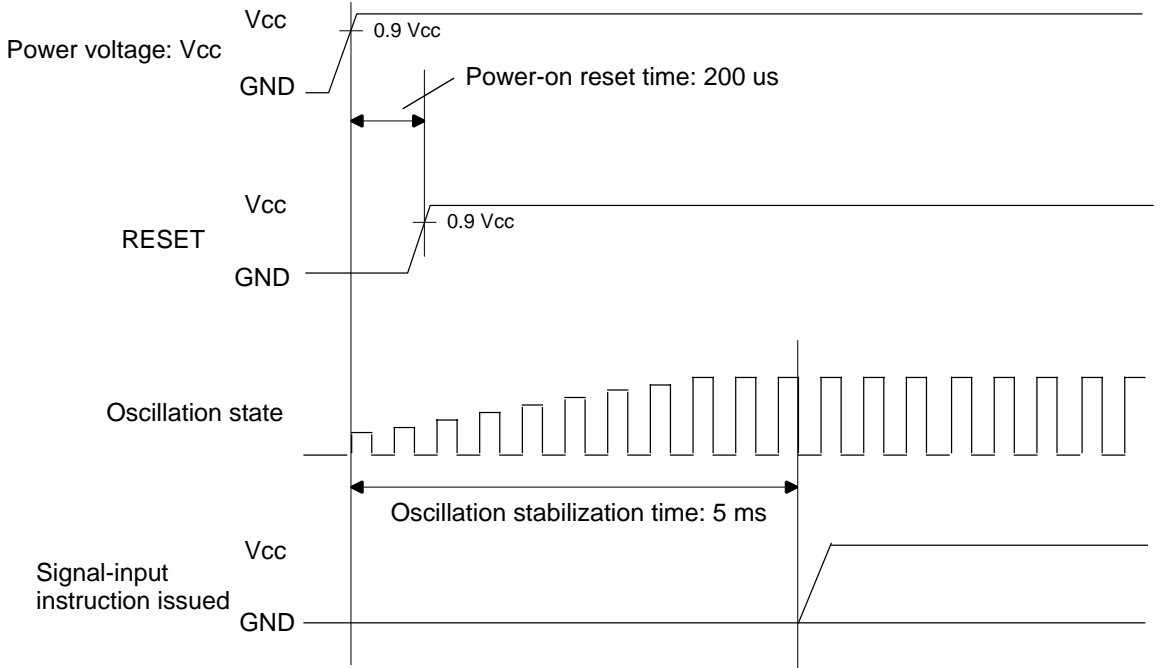 Vcc
0.9 Vcc
Power voltage: Vcc
Power-on reset time: 200 us
GND
Vcc
0.9 Vcc
RESET
GND
Oscillation state
Oscillation stabilization time: 5 ms
Vcc
Signal-input
instruction issued
GND